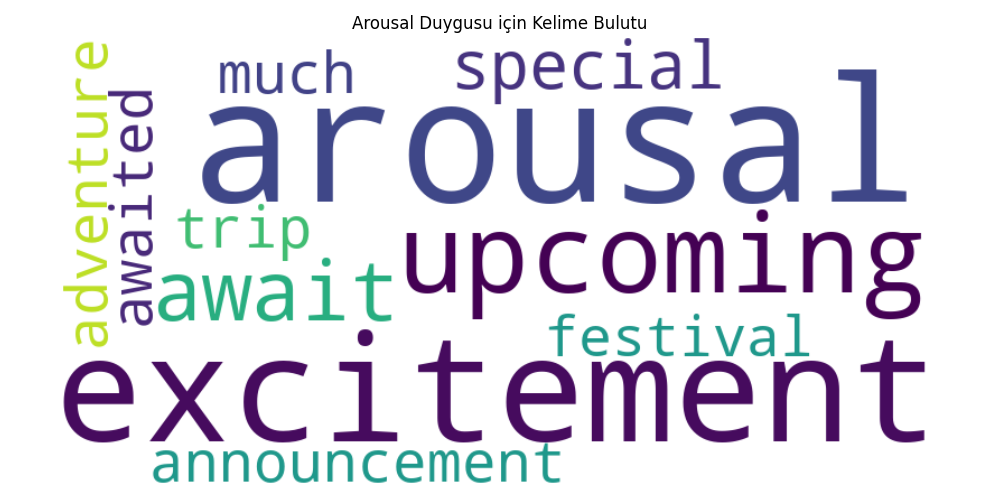 Arousal Duygusu için Kelime Bulutu
adventure
awaited
much
special
arousal
trip
upcoming
await
festival
excitement
announcement